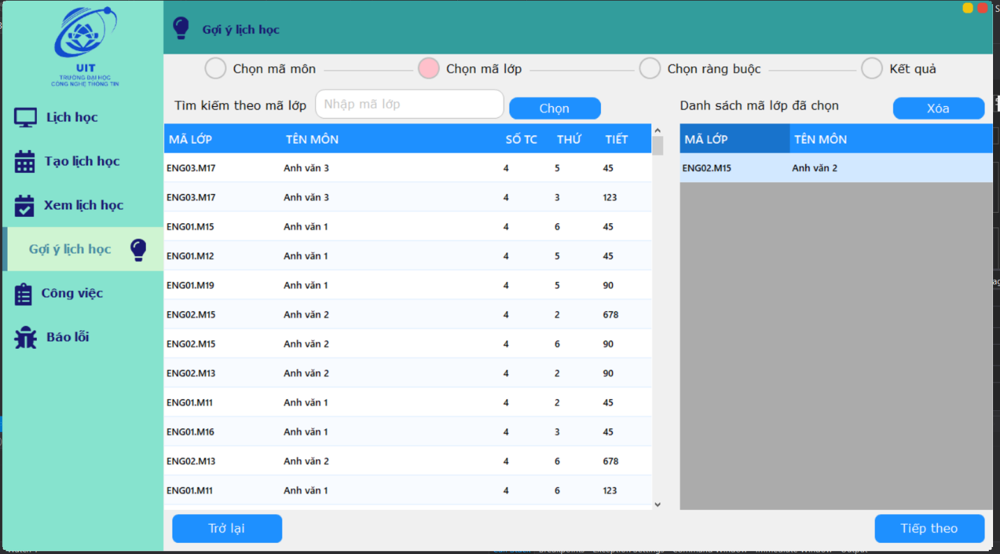 UIT
TRƯỜNG ĐẠI HỌC
CÔNG NGHỆ THÔNG TIN
Lịch học
Tạo lịch học
Xem lịch học
Gợi ý lịch học
Công việc
Báo lỗi
Gợi ý lịch học
Chọn mã môn Chọn mã lớp Chọn ràng buộc Kết quả
Tìm kiếm theo mã lớp Nhập mã lớp Chọn
MÃ LỚP TÊN MÔN SỐ TC THỨ TIẾT
ENG03.M17 Anh văn 3 4 5 45
ENG03.M17 Anh văn 3 4 3 123
ENG01.M15 Anh văn 1 4 6 45
ENG01.M12 Anh văn 1 4 5 45
ENG01.M19 Anh văn 1 4 5 90
ENG02.M15 Anh văn 2 4 2 678
ENG02.M15 Anh văn 2 4 6 90
ENG02.M13 Anh văn 2 4 2 90
ENG01.M11 Anh văn 1 4 2 45
ENG01.M16 Anh văn 1 4 3 45
ENG02.M13 Anh văn 2 4 6 678
ENG01.M11 Anh văn 1 4 6 123
Danh sách mã lớp đã chọn Xóa
MÃ LỚP TÊN MÔN
ENG02.M15 Anh văn 2
Trở lại Tiếp theo